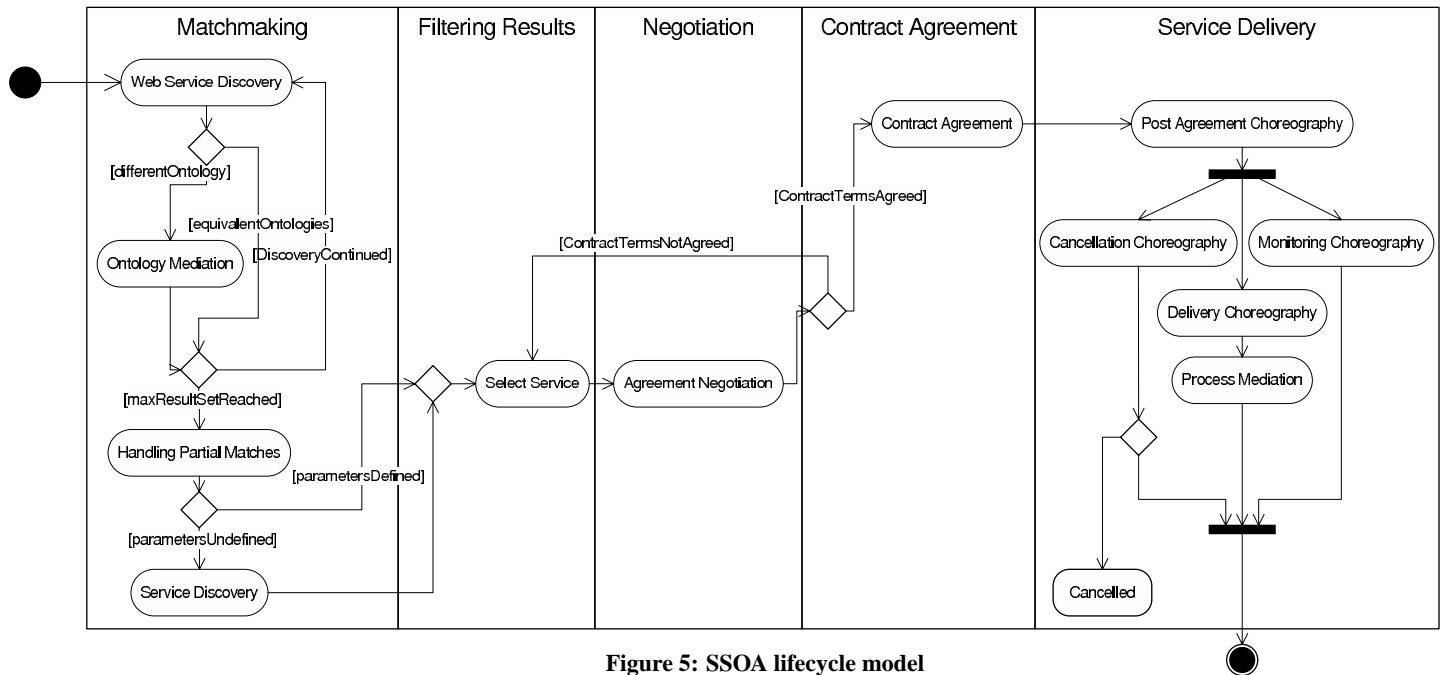 Matchmaking
Filtering Results
Negotiation
Contract Agreement
Service Delivery
Web Service Discovery
[differentOntology]
[equivalentOntologies]
[DiscoveryContinued]
Ontology Mediation
[maxResultSetReached]
Handling Partial Matches
[parametersDefined]
[parametersUndefined]
Service Discovery
Select Service
[ContractTermsNotAgreed]
Agreement Negotiation
[ContractTermsAgreed]
Contract Agreement
Post Agreement Choreography
Cancellation Choreography
Monitoring Choreography
Delivery Choreography
Process Mediation
Cancelled
Figure 5: SSOA lifecycle model